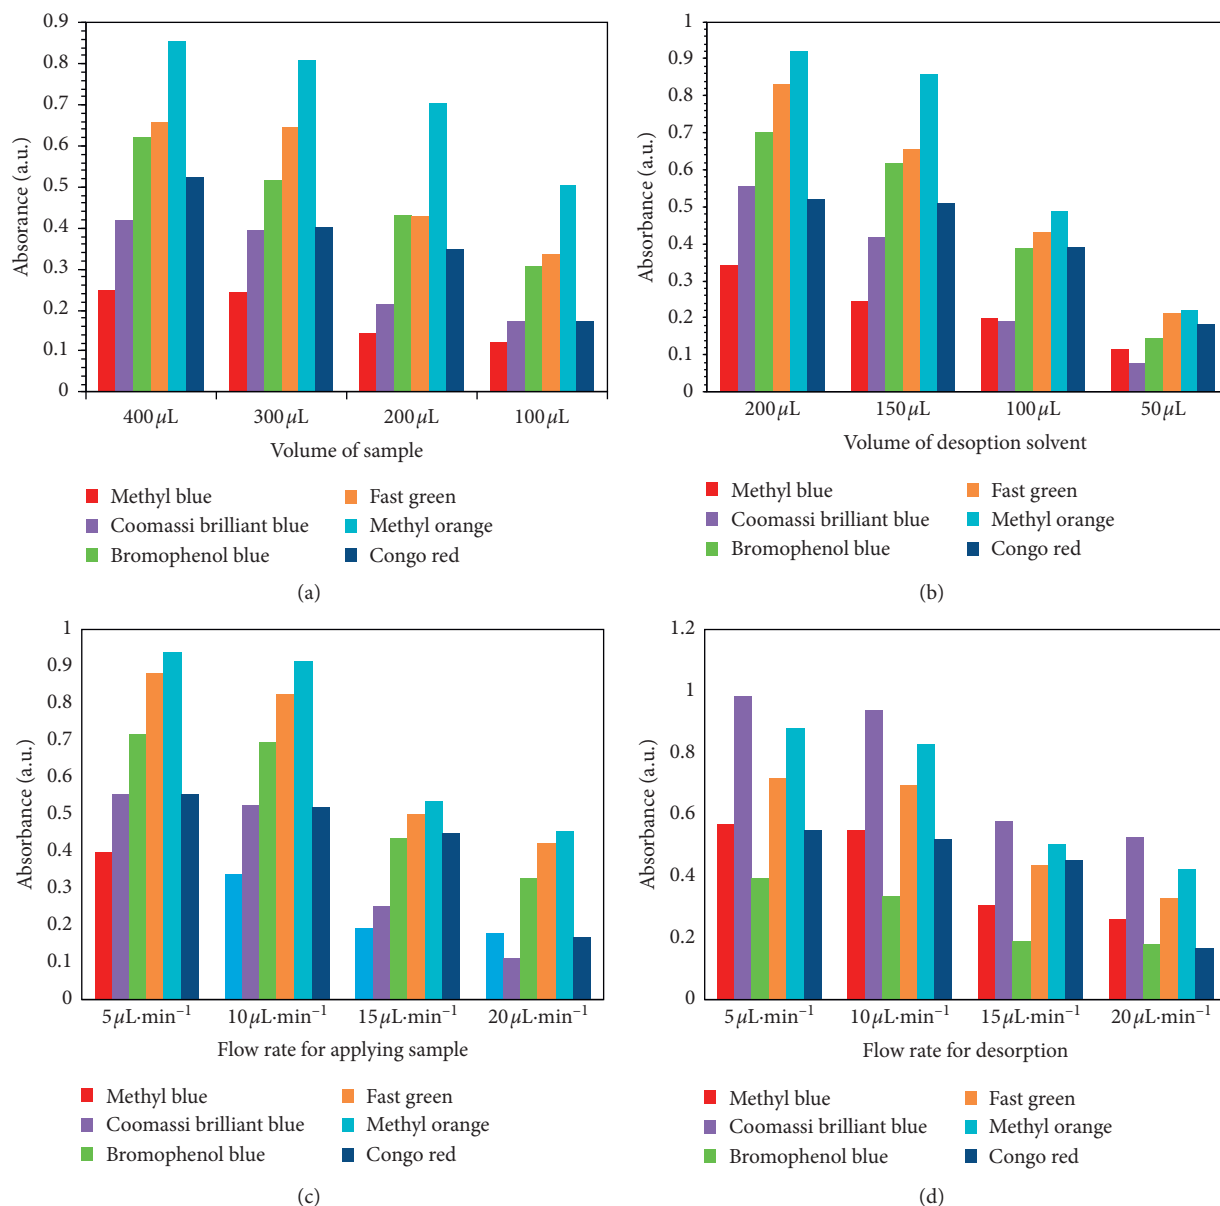 0.9
0.8
0.7
0.6
0.5
0.4
0.3
0.2
0.1
0
Absorance (a.u.)
400 µL 300 µL 200 µL 100 µL
Volume of sample
Methyl blue
Coomassi brilliant blue
Bromophenol blue
Fast green
Methyl orange
Congo red
(a)
1
0.9
0.8
0.7
0.6
0.5
0.4
0.3
0.2
0.1
0
Absorbance (a.u.)
200 µL 150 µL 100 µL 50 µL
Volume of desoption solvent
Methyl blue
Coomassi brilliant blue
Bromophenol blue
Fast green
Methyl orange
Congo red
(b)
1
0.9
0.8
0.7
0.6
0.5
0.4
0.3
0.2
0.1
0
Absorbance (a.u.)
5 µL·min⁻¹ 10 µL·min⁻¹ 15 µL·min⁻¹ 20 µL·min⁻¹
Flow rate for applying sample
Methyl blue
Coomassi brilliant blue
Bromophenol blue
Fast green
Methyl orange
Congo red
(c)
1.2
1
0.8
0.6
0.4
0.2
0
Absorbance (a.u.)
5 µL·min⁻¹ 10 µL·min⁻¹ 15 µL·min⁻¹ 20 µL·min⁻¹
Flow rate for desorption
Methyl blue
Coomassi brilliant blue
Bromophenol blue
Fast green
Methyl orange
Congo red
(d)